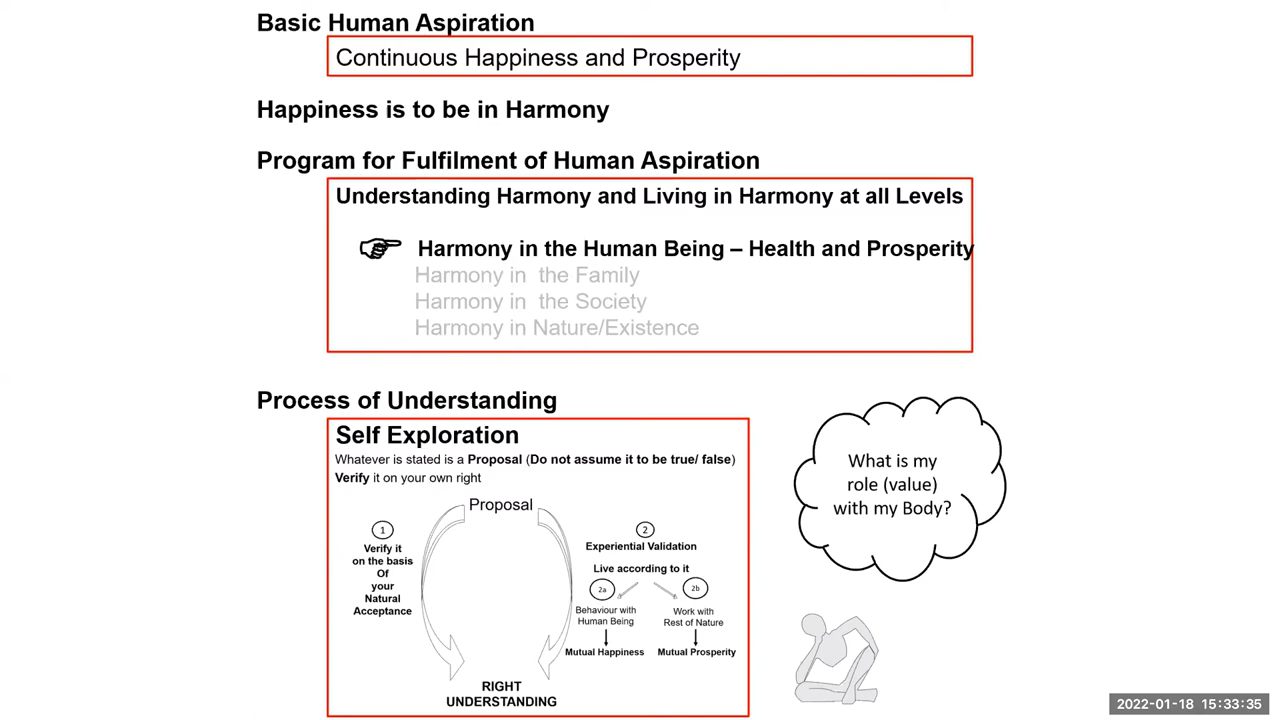 Basic Human Aspiration
Continuous Happiness and Prosperity
Happiness is to be in Harmony
Program for Fulfilment of Human Aspiration
Understanding Harmony and Living in Harmony at all Levels
Harmony in the Human Being – Health and Prosperity
Harmony in the Family
Harmony in the Society
Harmony in Nature/Existence
Process of Understanding
Self Exploration
Whatever is stated is a Proposal (Do not assume it to be true/ false)
Verify it on your own right
Proposal
1
Verify it
on the basis
Of
your
Natural
Acceptance
2
Experiential Validation
Live according to it
2a
Behaviour with
Human Being
Mutual Happiness
2b
Work with
Rest of Nature
Mutual Prosperity
RIGHT
UNDERSTANDING
What is my
role (value)
with my Body?
2022-01-18 15:33:35